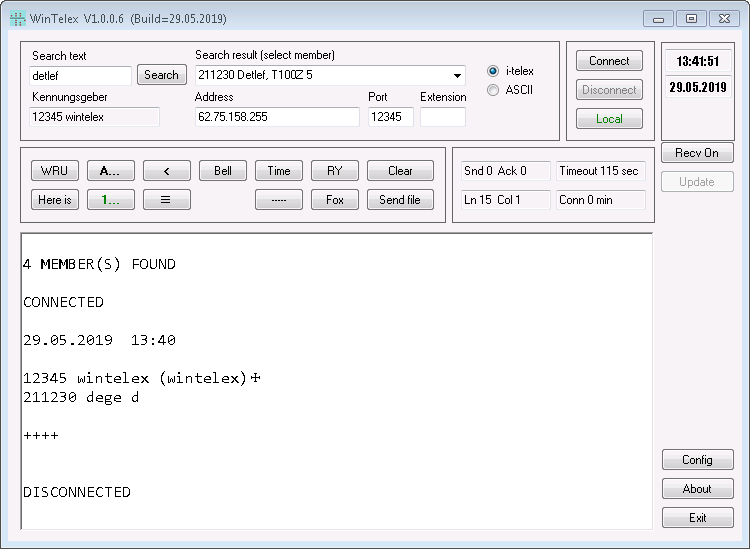 WinTelex V1.0.0.6 (Build=29.05.2019)
Search text
Search result (select member)
detlef
Search
211230 Detlef, T100Z 5
i-telex
ASCII
Kennungsgeber
Address
Port
Extension
12345 wintelex
62.75.158.255
12345
Connect
Disconnect
Local
13:41:51
29.05.2019
Recv On
Update
WRU
A...
<
Bell
Time
RY
Clear
Here is
1...
≡
-----
Fox
Send file
Snd 0 Ack 0
Timeout 115 sec
Ln 15 Col 1
Conn 0 min
4 MEMBER(S) FOUND
CONNECTED
29.05.2019 13:40
12345 wintelex (wintelex)✠
211230 dege d
++++
DISCONNECTED
Config
About
Exit